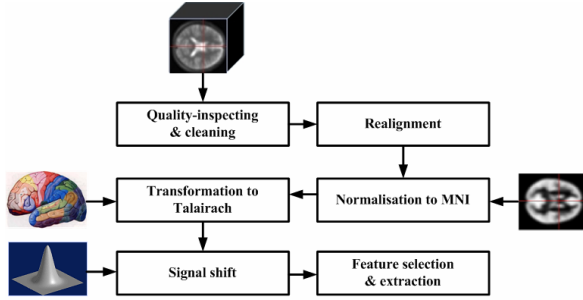 Quality-inspecting
& cleaning
Realignment
Transformation to
Talairach
Normalisation to MNI
Signal shift
Feature selection
& extraction